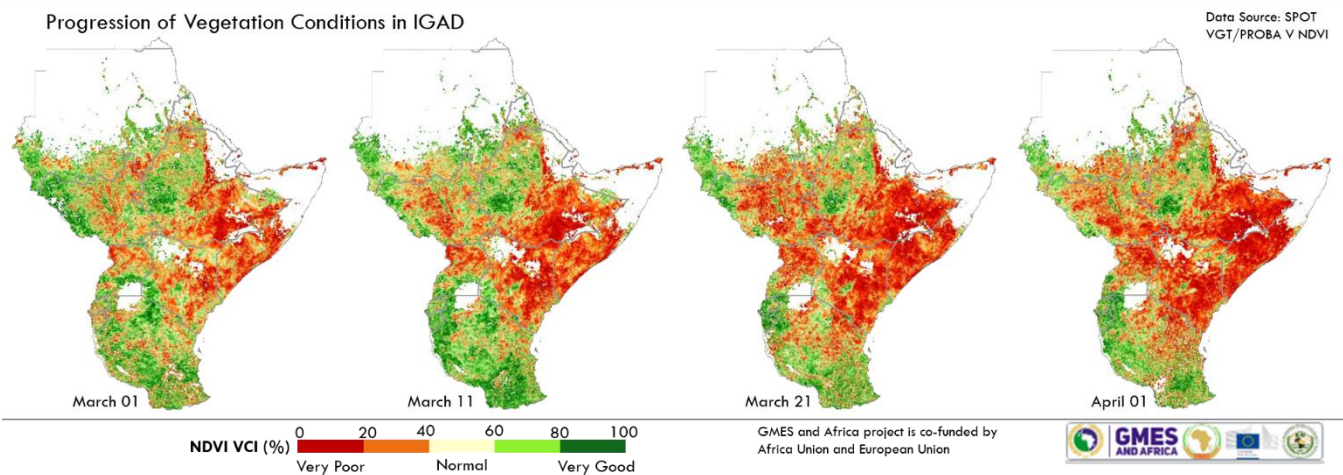 Progression of Vegetation Conditions in IGAD
Data Source: SPOT
VGT/PROBA V NDVI
March 01
March 11
March 21
April 01
NDVI VCI (%)
0 20 40 60 80 100
Very Poor Normal Very Good
GMES and Africa project is co-funded by
Africa Union and European Union
GMES
AND AFRICA